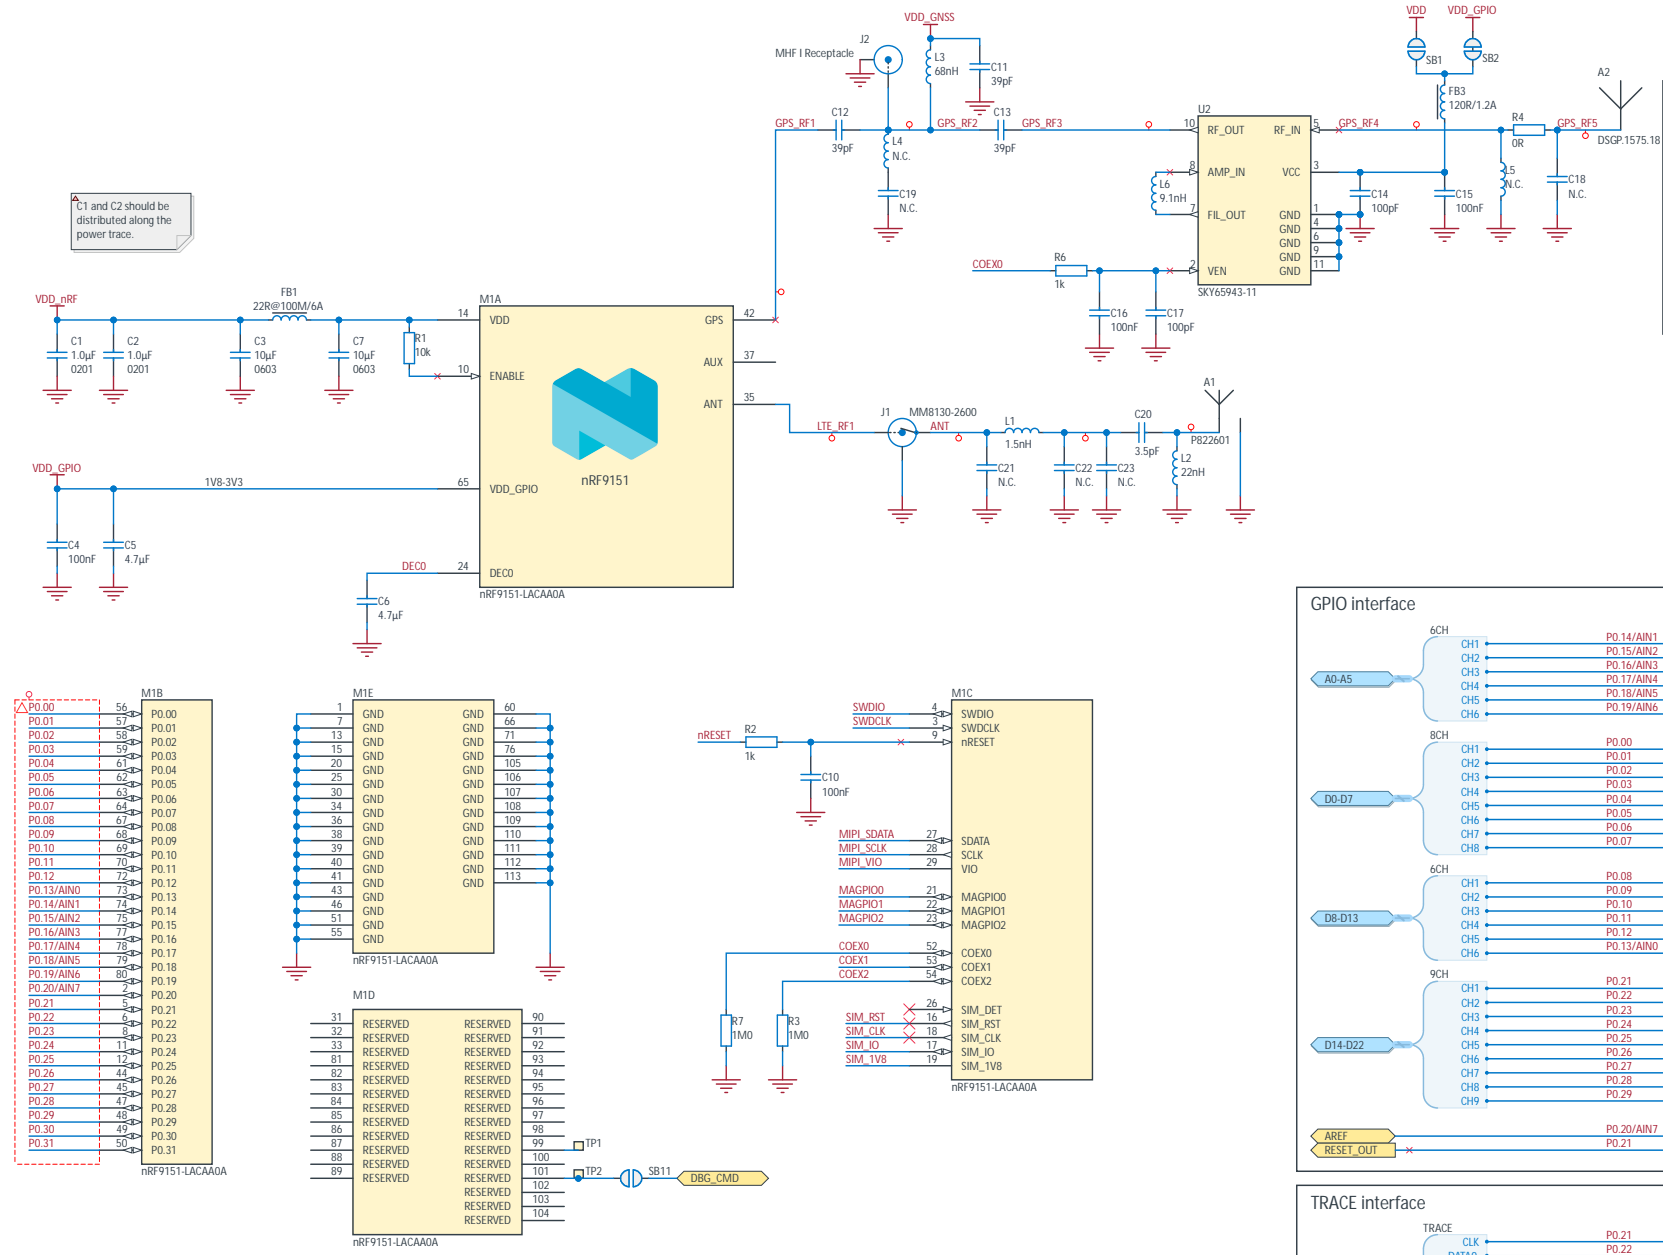 VDD_GNSS
VDD
VDD_GPIO
J2
MHF I Receptacle
L3
68nH
C11
39pF
SB1
SB2
FB3
120R/1.2A
A2
DSGP.1575.18
GPS_RF1
C12
39pF
GPS_RF2
C13
39pF
GPS_RF3
L4
N.C.
C19
N.C.
U2
10 RF_OUT RF_IN 5
8 AMP_IN VCC 3
7 FIL_OUT GND 1
GND 4
GND 6
GND 9
2 VEN GND 11
SKY65943-11
L6
9.1nH
GPS_RF4
R4
0R
GPS_RF5
L5
N.C.
C18
N.C.
C14
100pF
C15
100nF
COEX0
R6
1k
C16
100nF
C17
100pF
C1 and C2 should be
distributed along the
power trace.
VDD_nRF
C1
1.0µF
0201
C2
1.0µF
0201
C3
10µF
0603
FB1
22R@100M/6A
C7
10µF
0603
R1
10k
M1A
14 VDD GPS 42
AUX 37
10 ENABLE
ANT 35
nRF9151
65 VDD_GPIO
24 DEC0
nRF9151-LACAA0A
VDD_GPIO
1V8-3V3
C4
100nF
C5
4.7µF
DEC0
C6
4.7µF
LTE_RF1
J1
MM8130-2600
ANT
L1
1.5nH
C20
3.5pF
A1
P822601
L2
22nH
C21
N.C.
C22
N.C.
C23
N.C.
M1B
P0.00 56 P0.00
P0.01 57 P0.01
P0.02 58 P0.02
P0.03 59 P0.03
P0.04 61 P0.04
P0.05 62 P0.05
P0.06 63 P0.06
P0.07 64 P0.07
P0.08 67 P0.08
P0.09 68 P0.09
P0.10 69 P0.10
P0.11 70 P0.11
P0.12 72 P0.12
P0.13/AIN0 73 P0.13
P0.14/AIN1 74 P0.14
P0.15/AIN2 75 P0.15
P0.16/AIN3 77 P0.16
P0.17/AIN4 78 P0.17
P0.18/AIN5 79 P0.18
P0.19/AIN6 80 P0.19
P0.20/AIN7 2 P0.20
P0.21 5 P0.21
P0.22 6 P0.22
P0.23 8 P0.23
P0.24 11 P0.24
P0.25 12 P0.25
P0.26 44 P0.26
P0.27 45 P0.27
P0.28 47 P0.28
P0.29 48 P0.29
P0.30 49 P0.30
P0.31 50 P0.31
nRF9151-LACAA0A
M1E
1 GND GND 60
7 GND GND 66
13 GND GND 71
15 GND GND 76
20 GND GND 105
25 GND GND 106
30 GND GND 107
34 GND GND 108
36 GND GND 109
38 GND GND 110
39 GND GND 111
40 GND GND 112
41 GND GND 113
43 GND
46 GND
51 GND
55 GND
nRF9151-LACAA0A
M1D
31 RESERVED RESERVED 90
32 RESERVED RESERVED 91
33 RESERVED RESERVED 92
81 RESERVED RESERVED 93
82 RESERVED RESERVED 94
83 RESERVED RESERVED 95
84 RESERVED RESERVED 96
85 RESERVED RESERVED 97
86 RESERVED RESERVED 98
87 RESERVED RESERVED 99
88 RESERVED RESERVED 100
89 RESERVED RESERVED 101
RESERVED 102
RESERVED 103
RESERVED 104
nRF9151-LACAA0A
TP1
TP2
SB11
DBG_CMD
M1C
SWDIO 4 SWDIO
SWDCLK 3 SWDCLK
nRESET
R2
1k
9 nRESET
C10
100nF
MIPI_SDATA 27 SDATA
MIPI_SCLK 28 SCLK
MIPI_VIO 29 VIO
MAGPIO0 21 MAGPIO0
MAGPIO1 22 MAGPIO1
MAGPIO2 23 MAGPIO2
COEX0 52 COEX0
COEX1 53 COEX1
COEX2 54 COEX2
26 SIM_DET
SIM_RST 16 SIM_RST
SIM_CLK 18 SIM_CLK
SIM_IO 17 SIM_IO
SIM_1V8 19 SIM_1V8
nRF9151-LACAA0A
R7
1M0
R3
1M0
GPIO interface
6CH
A0-A5
CH1 P0.14/AIN1
CH2 P0.15/AIN2
CH3 P0.16/AIN3
CH4 P0.17/AIN4
CH5 P0.18/AIN5
CH6 P0.19/AIN6
8CH
D0-D7
CH1 P0.00
CH2 P0.01
CH3 P0.02
CH4 P0.03
CH5 P0.04
CH6 P0.05
CH7 P0.06
CH8 P0.07
6CH
D8-D13
CH1 P0.08
CH2 P0.09
CH3 P0.10
CH4 P0.11
CH5 P0.12
CH6 P0.13/AIN0
9CH
D14-D22
CH1 P0.21
CH2 P0.22
CH3 P0.23
CH4 P0.24
CH5 P0.25
CH6 P0.26
CH7 P0.27
CH8 P0.28
CH9 P0.29
AREF P0.20/AIN7
RESET_OUT P0.21
TRACE interface
TRACE
CLK P0.21
P0.22